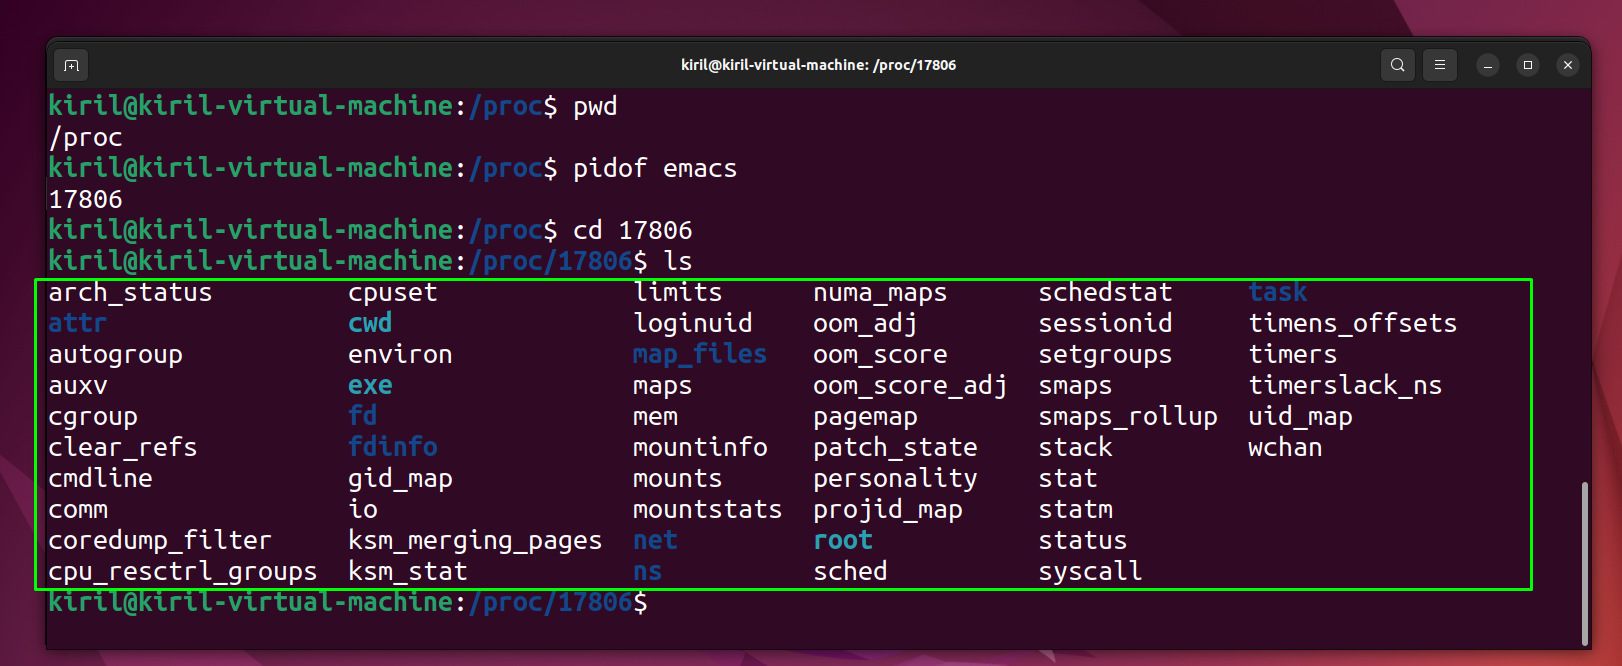 kiril@kiril-virtual-machine: /proc/17806
kiril@kiril-virtual-machine:/proc$ pwd
/proc
kiril@kiril-virtual-machine:/proc$ pidof emacs
17806
kiril@kiril-virtual-machine:/proc$ cd 17806
kiril@kiril-virtual-machine:/proc/17806$ ls
arch_status cpuset limits numa_maps schedstat task
attr cwd loginuid oom_adj sessionid timens_offsets
autogroup environ map_files oom_score setgroups timers
auxv exe maps oom_score_adj smaps timerslack_ns
cgroup fd mem pagemap smaps_rollup uid_map
clear_refs fdinfo mountinfo patch_state stack wchan
cmdline gid_map mounts personality stat
comm io mountstats projid_map statm
coredump_filter ksm_merging_pages net root status
cpu_resctrl_groups ksm_stat ns sched syscall
kiril@kiril-virtual-machine:/proc/17806$